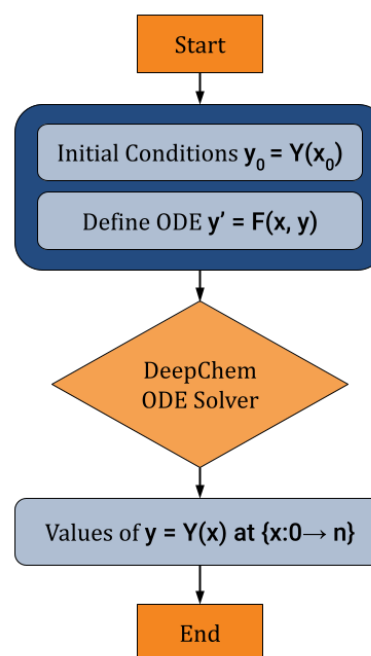 Start
Initial Conditions y₀ = Y(x₀)
Define ODE y’ = F(x, y)
DeepChem
ODE Solver
Values of y = Y(x) at {x:0→ n}
End